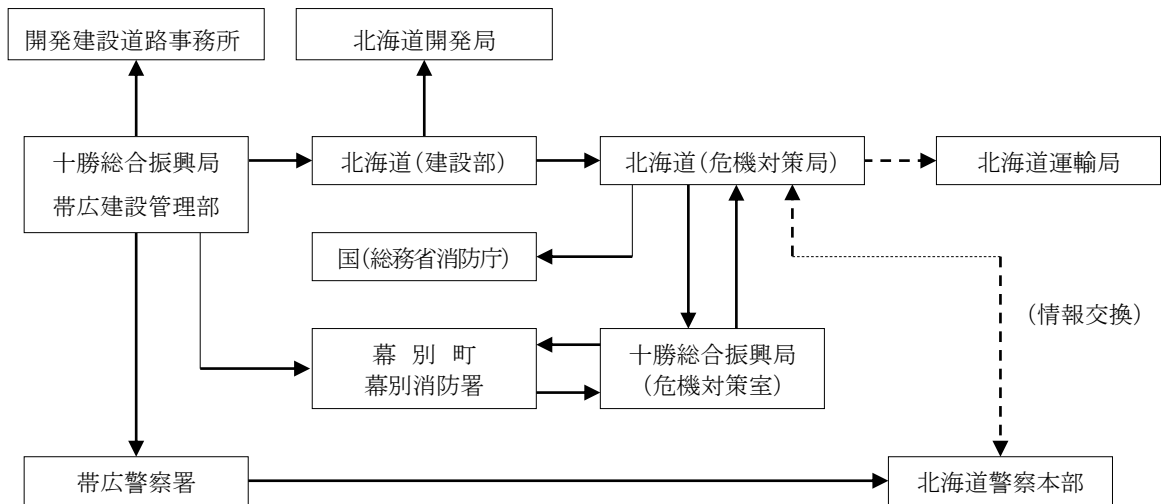 開発建設道路事務所
北海道開発局
十勝総合振興局
帯広建設管理部
北海道(建設部)
北海道(危機対策局)
北海道運輸局
国(総務省消防庁)
(情報交換)
幕 別 町
幕別消防署
十勝総合振興局
(危機対策室)
帯広警察署
北海道警察本部